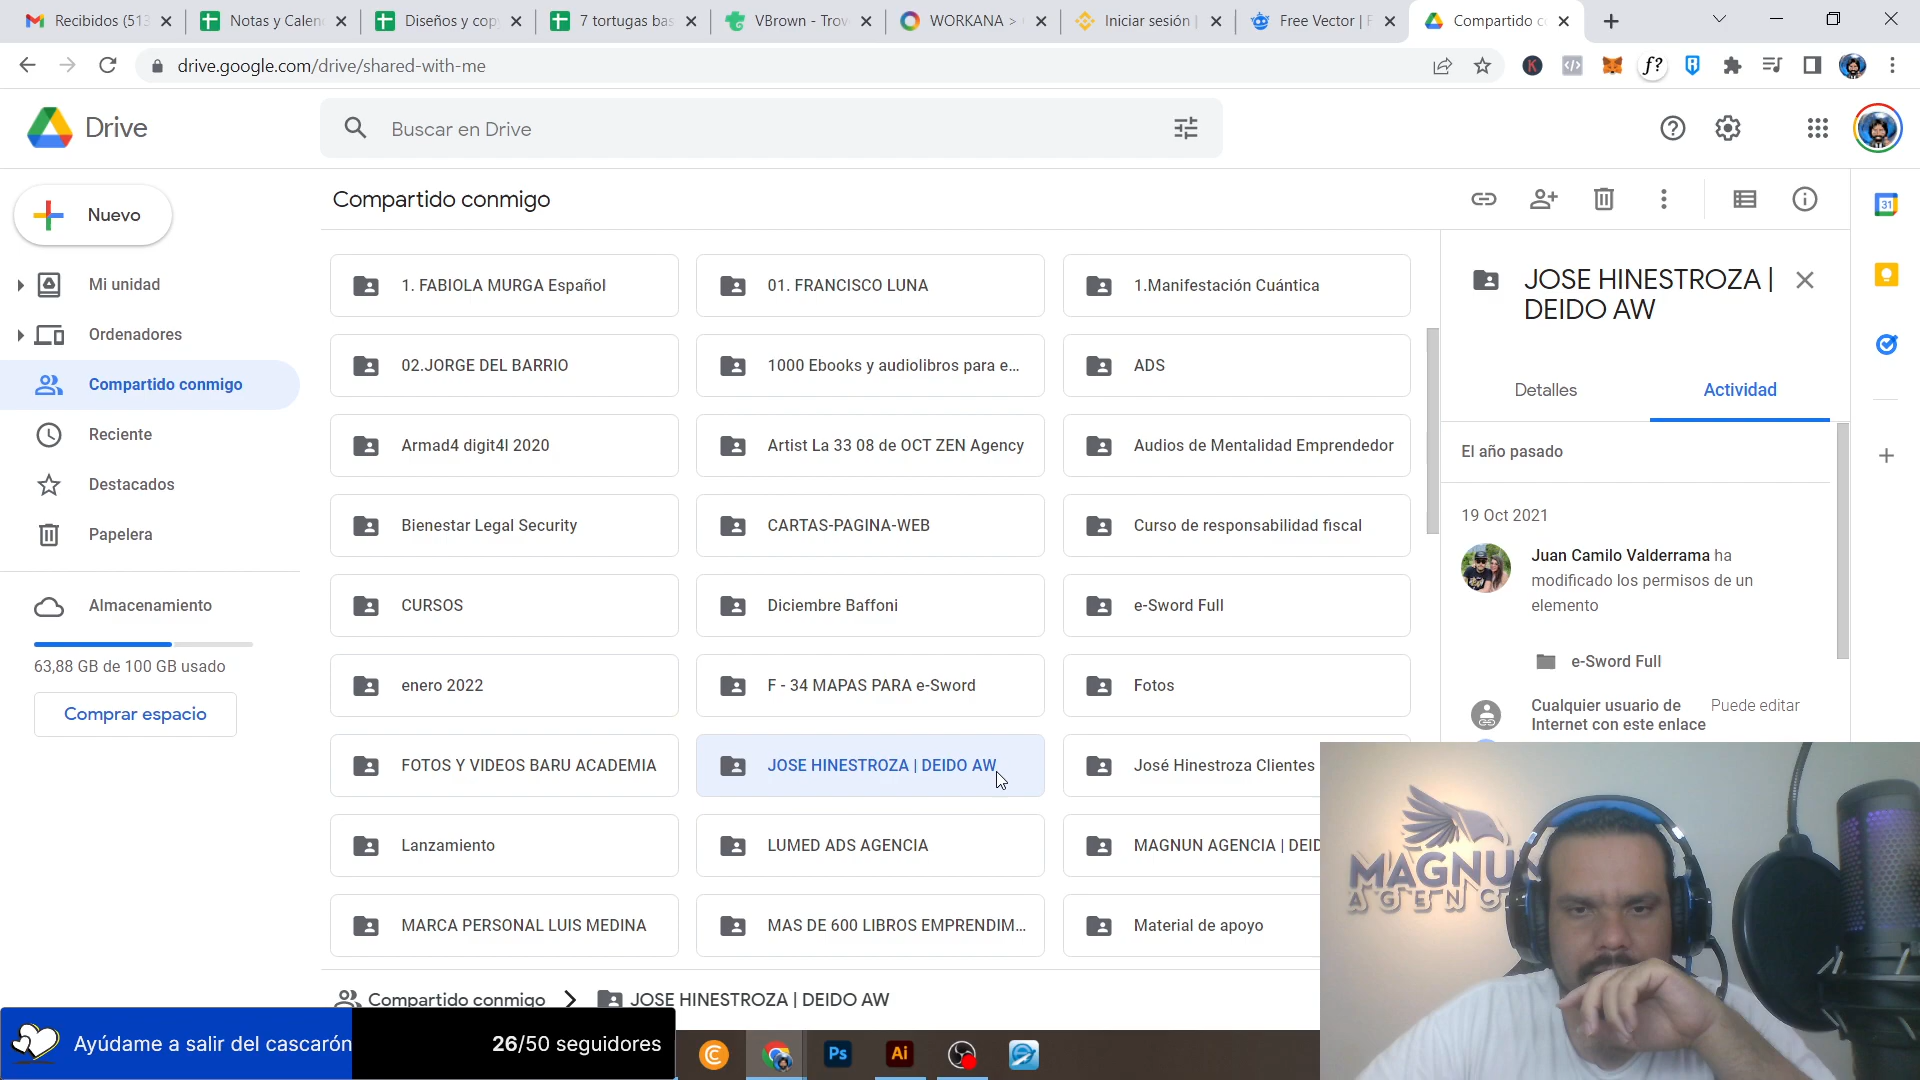 Recibidos (513
Notas y Calen
Diseños y cop
7 tortugas bas
VBrown - Trov
WORKANA >
Iniciar sesión |
Free Vector | F
Compartido c
drive.google.com/drive/shared-with-me
f?
Drive
Buscar en Drive
Nuevo
Mi unidad
Ordenadores
Compartido conmigo
Reciente
Destacados
Papelera
Almacenamiento
63,88 GB de 100 GB usado
Comprar espacio
Compartido conmigo
1. FABIOLA MURGA Español
01. FRANCISCO LUNA
1.Manifestación Cuántica
02.JORGE DEL BARRIO
1000 Ebooks y audiolibros para e...
ADS
Armad4 digit4l 2020
Artist La 33 08 de OCT ZEN Agency
Audios de Mentalidad Emprendedor
Bienestar Legal Security
CARTAS-PAGINA-WEB
Curso de responsabilidad fiscal
CURSOS
Diciembre Baffoni
e-Sword Full
enero 2022
F - 34 MAPAS PARA e-Sword
Fotos
FOTOS Y VIDEOS BARU ACADEMIA
JOSE HINESTROZA | DEIDO AW
José Hinestroza Clientes
Lanzamiento
LUMED ADS AGENCIA
MAGNUN AGENCIA | DEID
MARCA PERSONAL LUIS MEDINA
MAS DE 600 LIBROS EMPRENDIM...
Material de apoyo
Compartido conmigo
JOSE HINESTROZA | DEIDO AW
JOSE HINESTROZA |
DEIDO AW
Detalles
Actividad
El año pasado
19 Oct 2021
Juan Camilo Valderrama ha
modificado los permisos de un
elemento
e-Sword Full
Cualquier usuario de
Internet con este enlace
Puede editar
31
MAGNUN
AGENC
Ayúdame a salir del cascarón
26/50 seguidores
Ps
Ai